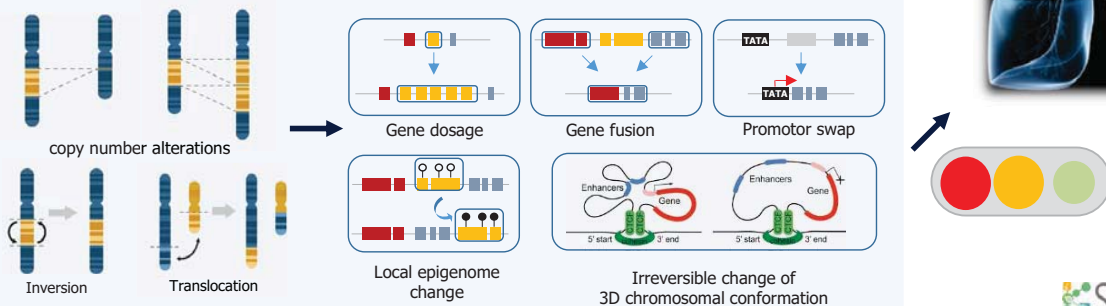 copy number alterations
Inversion
Translocation
Gene dosage
Gene fusion
TATA
TATA
Promotor swap
Local epigenome
change
Enhancers
Gene
5' start
3' end
Enhancers
Gene
5' start
3' end
Irreversible change of
3D chromosomal conformation